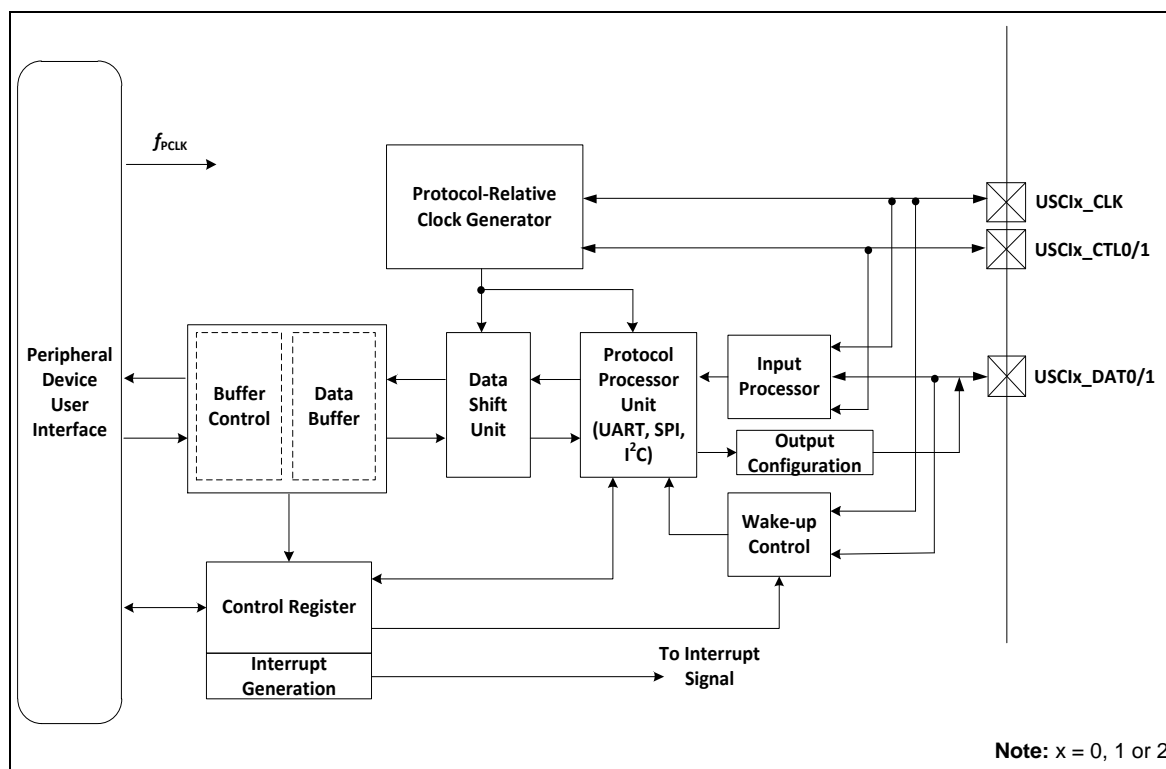 fPCLK
Protocol-Relative
Clock Generator
USCIx_CLK
USCIx_CTL0/1
Peripheral
Device
User
Interface
Buffer
Control
Data
Buffer
Data
Shift
Unit
Protocol
Processor
Unit
(UART, SPI,
I²C)
Input
Processor
USCIx_DAT0/1
Output
Configuration
Wake-up
Control
Control Register
Interrupt
Generation
To Interrupt
Signal
Note: x = 0, 1 or 2